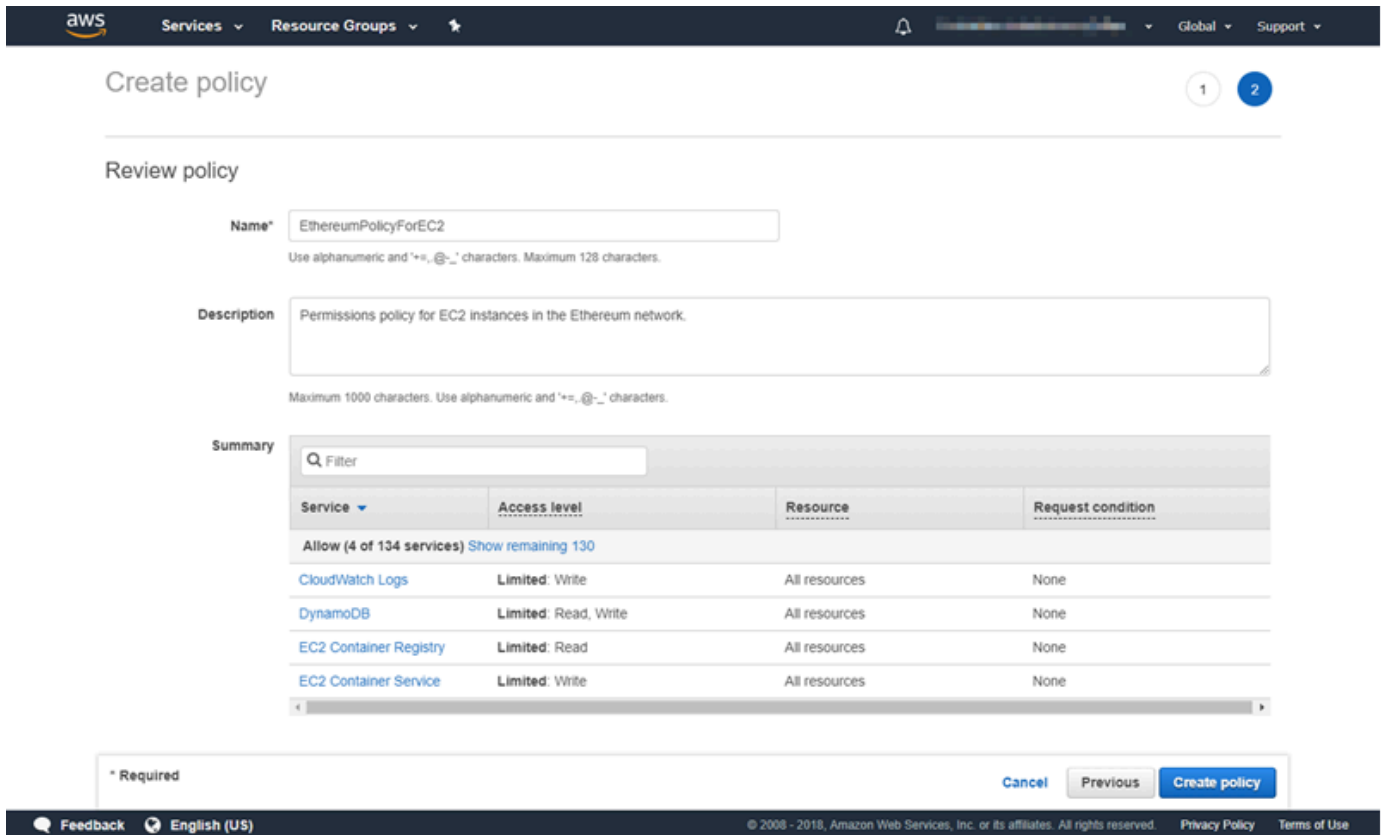 aws Services Resource Groups Global Support
Create policy 1 2
Review policy
Name* EthereumPolicyForEC2
Use alphanumeric and '+=,.@-_' characters. Maximum 128 characters.
Description Permissions policy for EC2 instances in the Ethereum network.
Maximum 1000 characters. Use alphanumeric and '+=,.@-_' characters.
Summary
Filter
Service Access level Resource Request condition
Allow (4 of 134 services) Show remaining 130
CloudWatch Logs Limited: Write All resources None
DynamoDB Limited: Read, Write All resources None
EC2 Container Registry Limited: Read All resources None
EC2 Container Service Limited: Write All resources None
* Required Cancel Previous Create policy
Feedback English (US) © 2008 - 2018, Amazon Web Services, Inc. or its affiliates. All rights reserved. Privacy Policy Terms of Use